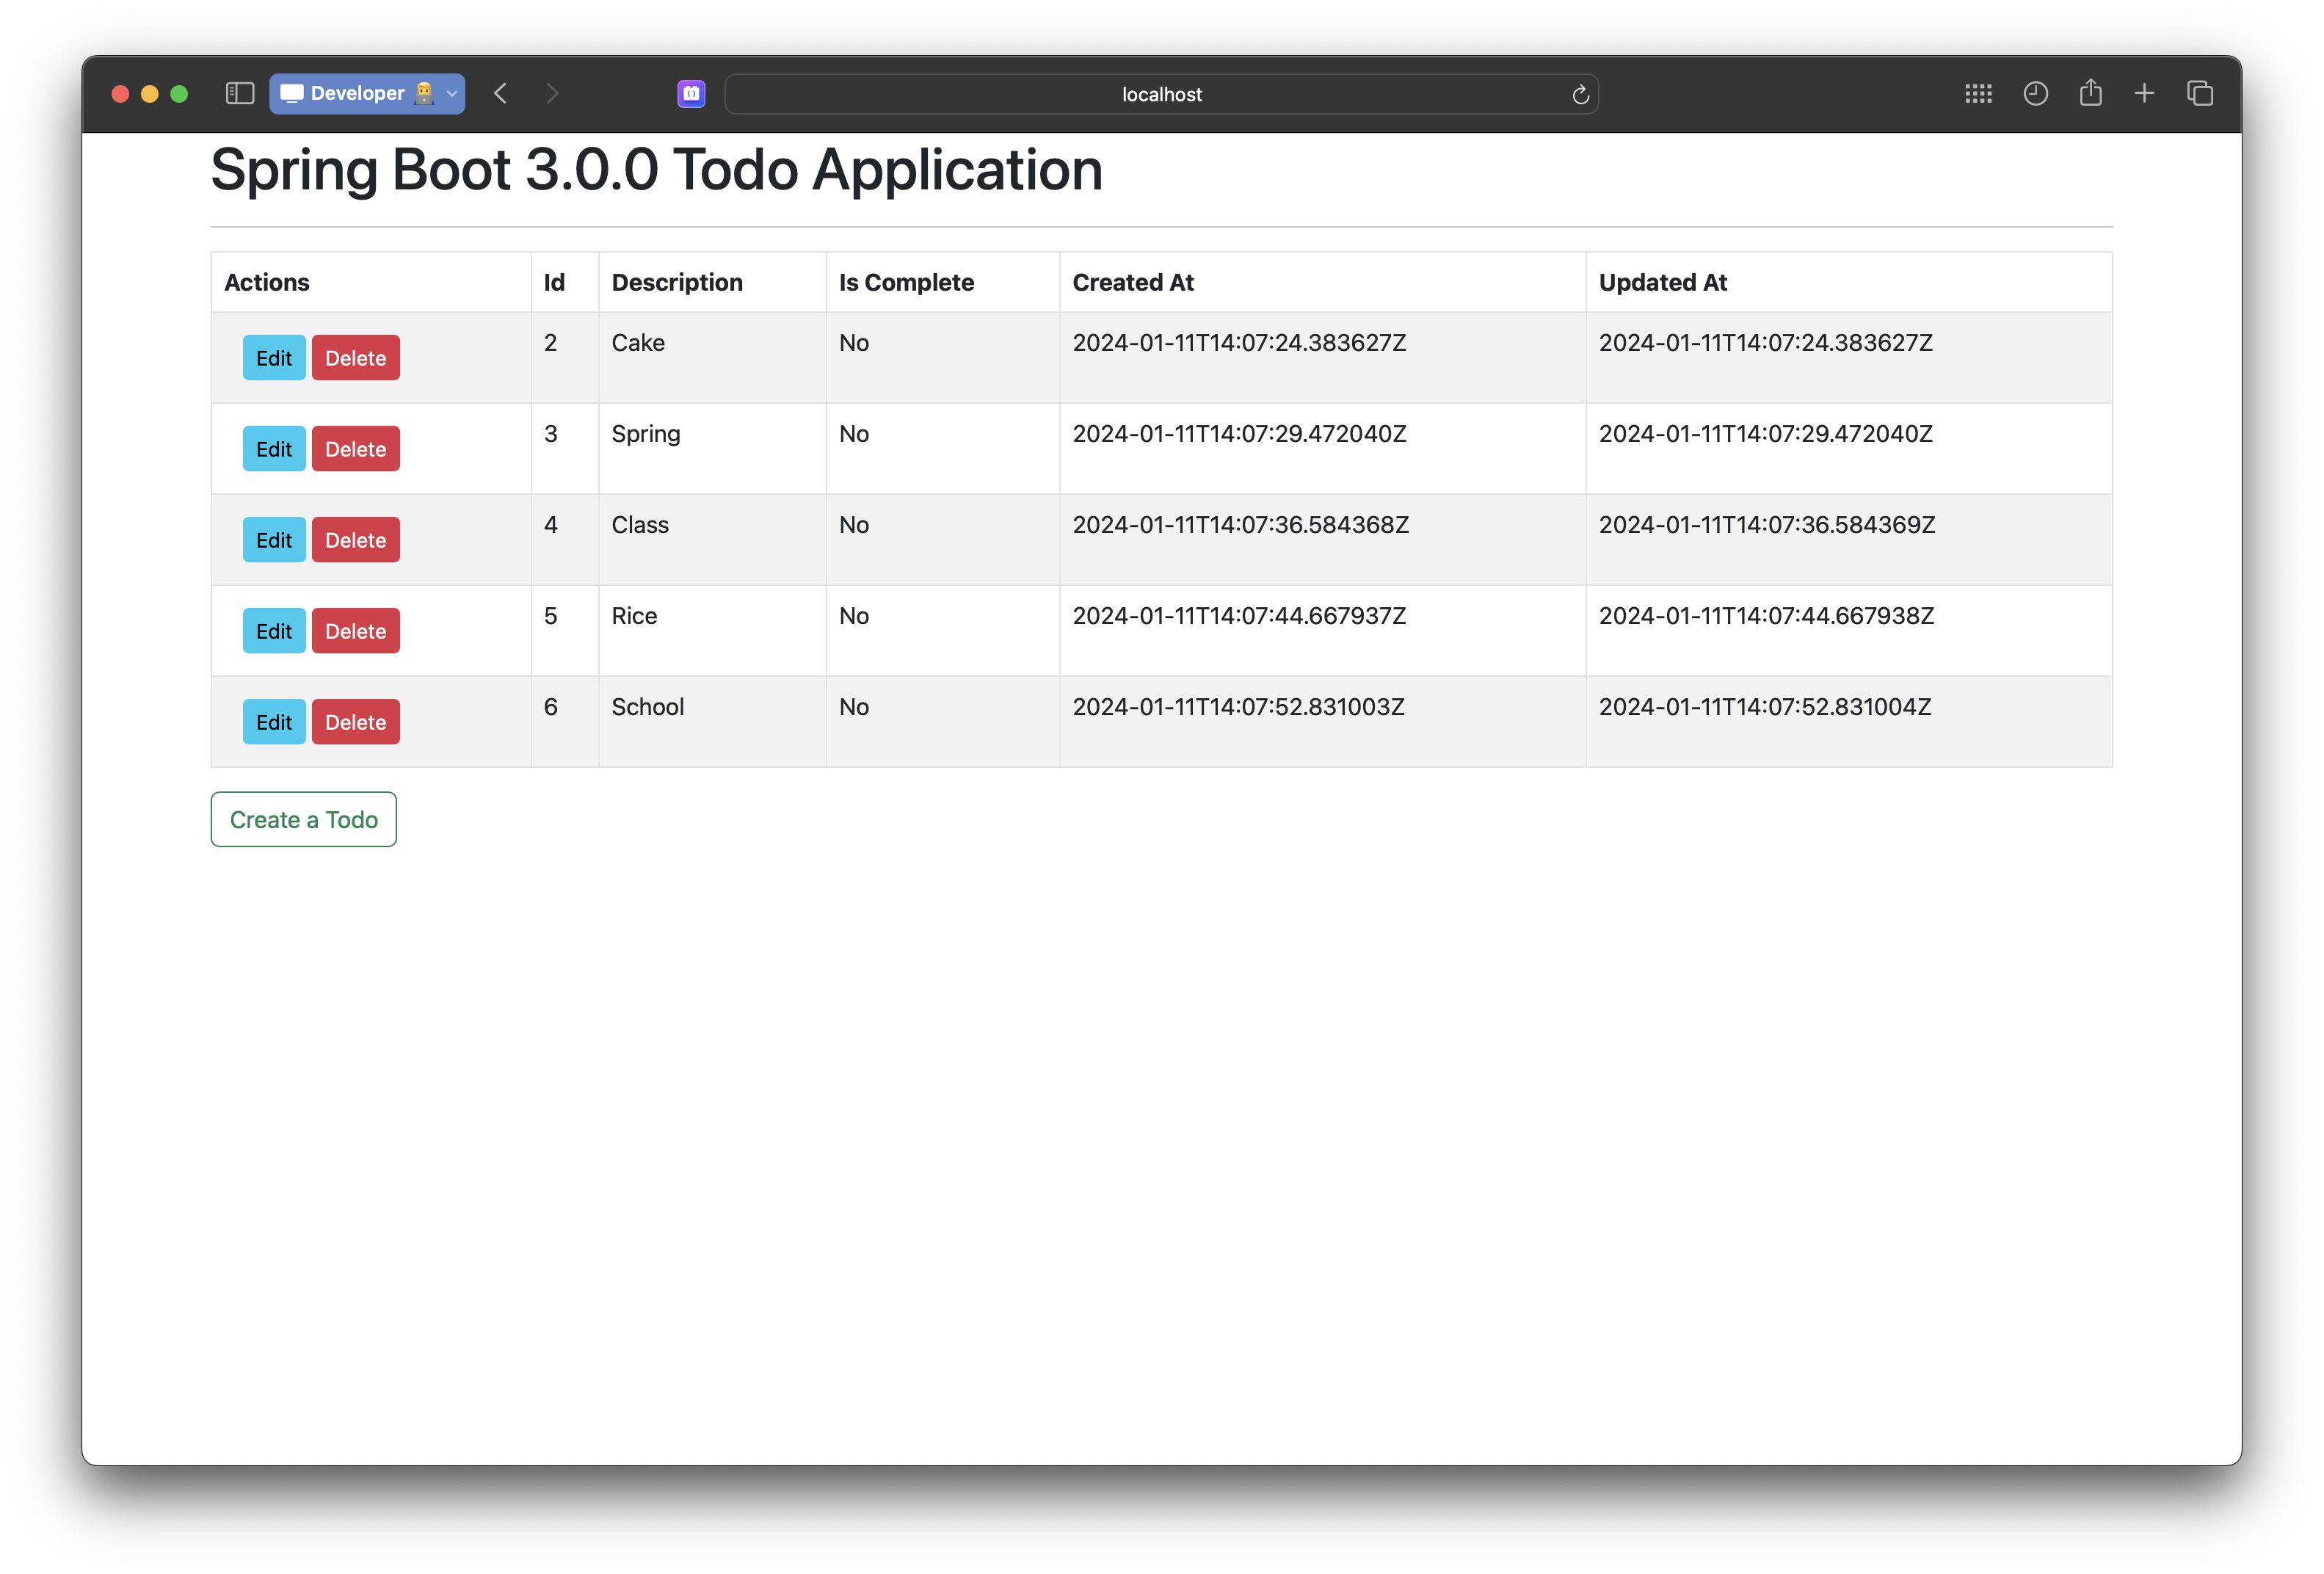 Developer
localhost
Spring Boot 3.0.0 Todo Application
Actions Id Description Is Complete Created At Updated At
Edit Delete 2 Cake No 2024-01-11T14:07:24.383627Z 2024-01-11T14:07:24.383627Z
Edit Delete 3 Spring No 2024-01-11T14:07:29.472040Z 2024-01-11T14:07:29.472040Z
Edit Delete 4 Class No 2024-01-11T14:07:36.584368Z 2024-01-11T14:07:36.584369Z
Edit Delete 5 Rice No 2024-01-11T14:07:44.667937Z 2024-01-11T14:07:44.667938Z
Edit Delete 6 School No 2024-01-11T14:07:52.831003Z 2024-01-11T14:07:52.831004Z
Create a Todo